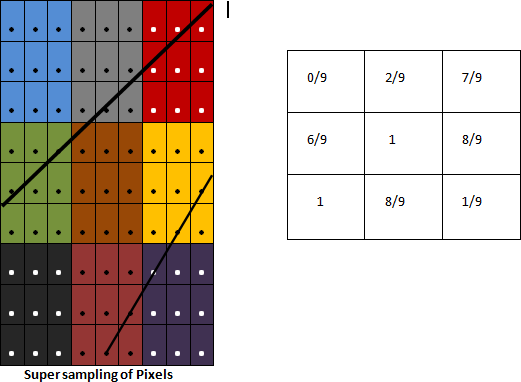 0/9 2/9 7/9
6/9 1 8/9
1 8/9 1/9
Super sampling of Pixels